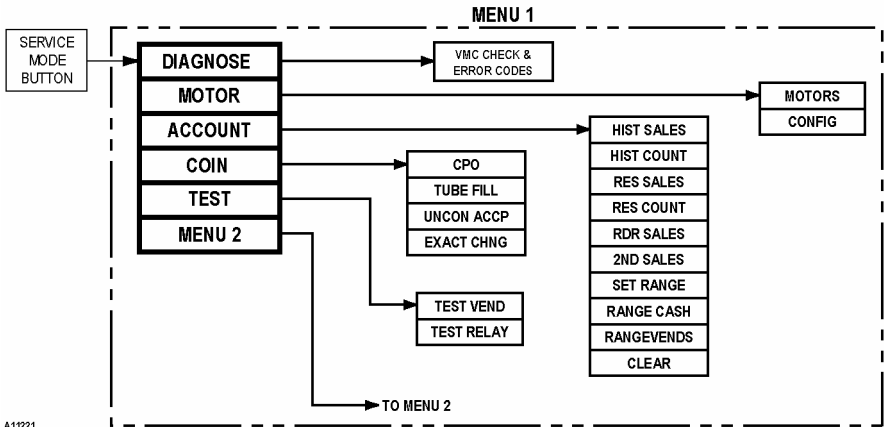 MENU 1
SERVICE
MODE
BUTTON
DIAGNOSE
MOTOR
ACCOUNT
COIN
TEST
MENU 2
VMC CHECK &
ERROR CODES
MOTORS
CONFIG
HIST SALES
HIST COUNT
RES SALES
RES COUNT
RDR SALES
2ND SALES
SET RANGE
RANGE CASH
RANGEVENDS
CLEAR
CPO
TUBE FILL
UNCON ACCP
EXACT CHNG
TEST VEND
TEST RELAY
TO MENU 2
A11221